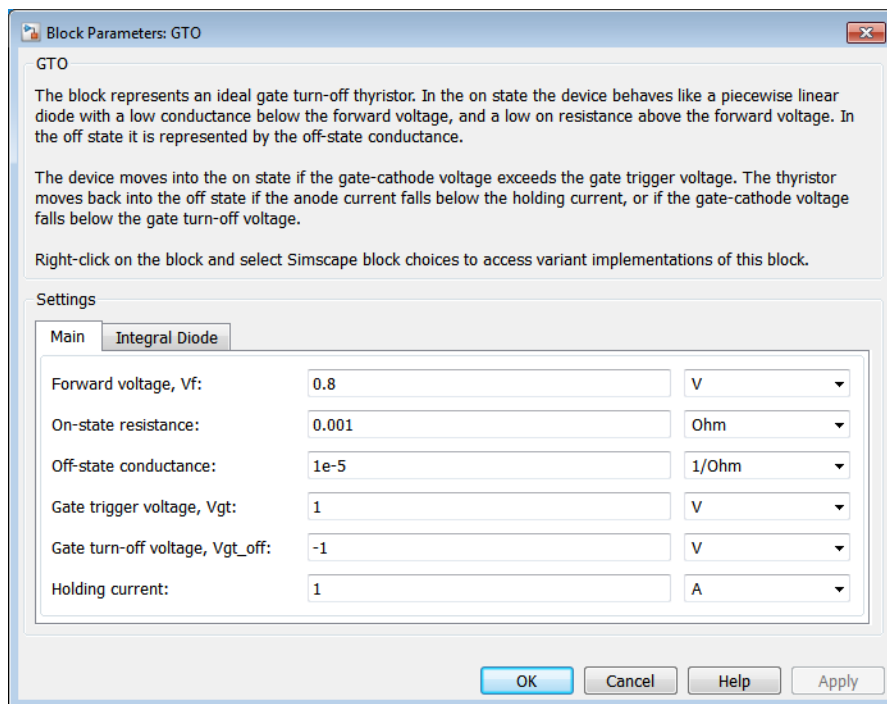 Block Parameters: GTO
GTO
The block represents an ideal gate turn-off thyristor. In the on state the device behaves like a piecewise linear
diode with a low conductance below the forward voltage, and a low on resistance above the forward voltage. In
the off state it is represented by the off-state conductance.
The device moves into the on state if the gate-cathode voltage exceeds the gate trigger voltage. The thyristor
moves back into the off state if the anode current falls below the holding current, or if the gate-cathode voltage
falls below the gate turn-off voltage.
Right-click on the block and select Simscape block choices to access variant implementations of this block.
Settings
Main Integral Diode
Forward voltage, Vf: 0.8 V
On-state resistance: 0.001 Ohm
Off-state conductance: 1e-5 1/Ohm
Gate trigger voltage, Vgt: 1 V
Gate turn-off voltage, Vgt_off: -1 V
Holding current: 1 A
OK Cancel Help Apply